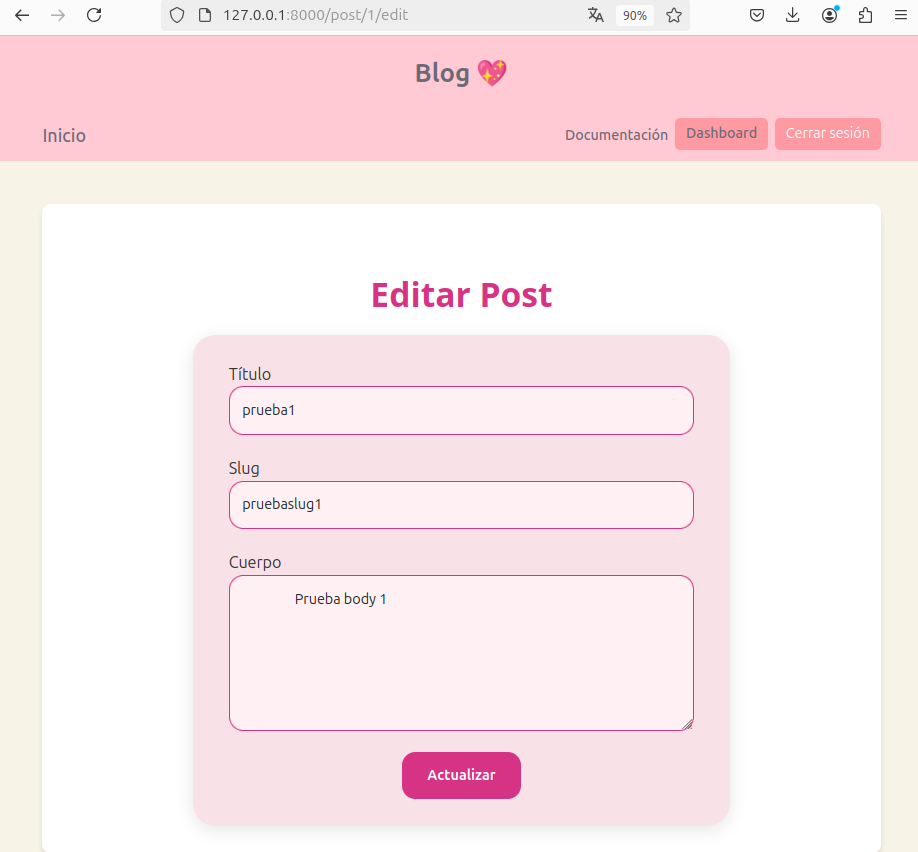 127.0.0.1:8000/post/1/edit
90%
Blog 💖
Inicio
Documentación
Dashboard
Cerrar sesión
Editar Post
Título
prueba1
Slug
pruebaslug1
Cuerpo
Prueba body 1
Actualizar